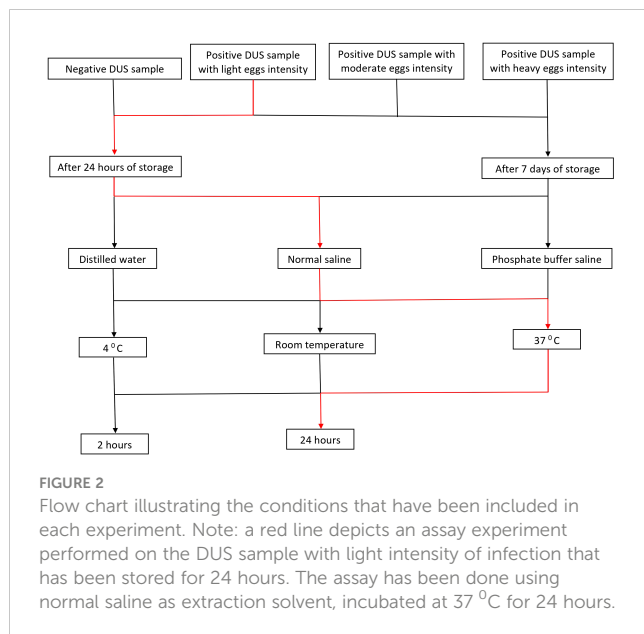 Negative DUS sample
Positive DUS sample
with light eggs intensity
Positive DUS sample with
moderate eggs intensity
Positive DUS sample
with heavy eggs intensity
After 24 hours of storage
After 7 days of storage
Distilled water
Normal saline
Phosphate buffer saline
4 ⁰C
Room temperature
37 ⁰C
2 hours
24 hours
FIGURE 2
Flow chart illustrating the conditions that have been included in
each experiment. Note: a red line depicts an assay experiment
performed on the DUS sample with light intensity of infection that
has been stored for 24 hours. The assay has been done using
normal saline as extraction solvent, incubated at 37 ⁰C for 24 hours.